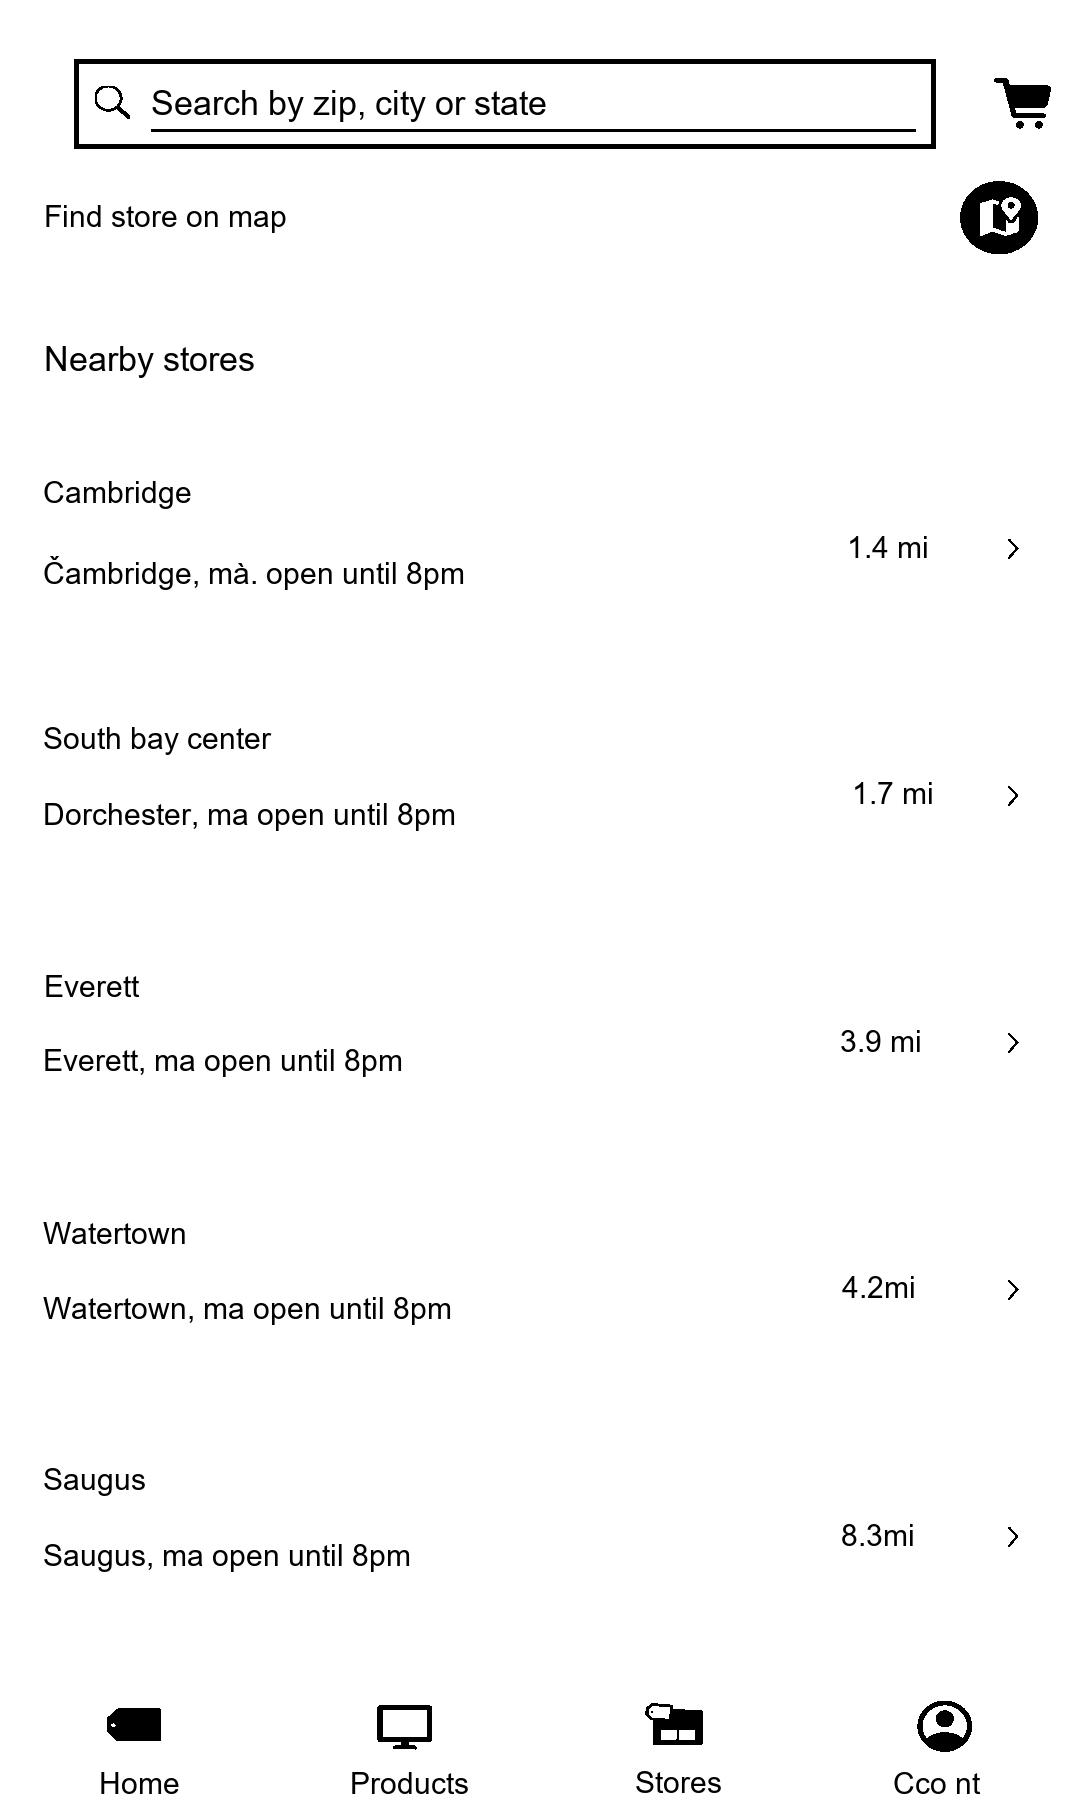 Search by zip, city or state
Find store on map
Nearby stores
Cambridge
1.4 mi
Čambridge, mà. open until 8pm
South bay center
1.7 mi
Dorchester, ma open until 8pm
Everett
3.9 mi
Everett, ma open until 8pm
Watertown
4.2mi
Watertown, ma open until 8pm
Saugus
8.3mi
Saugus, ma open until 8pm
Home Products Stores Cco nt